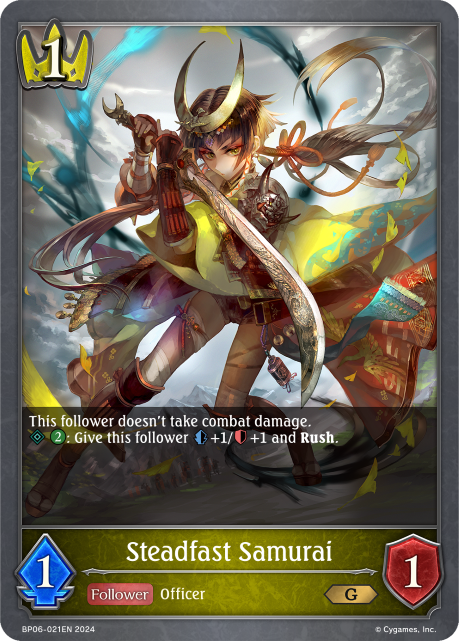 1
This follower doesn't take combat damage.
2: Give this follower +1/ +1 and Rush.
Steadfast Samurai
1
Follower Officer
G
1
BP06-021EN 2024
© Cygames, Inc.